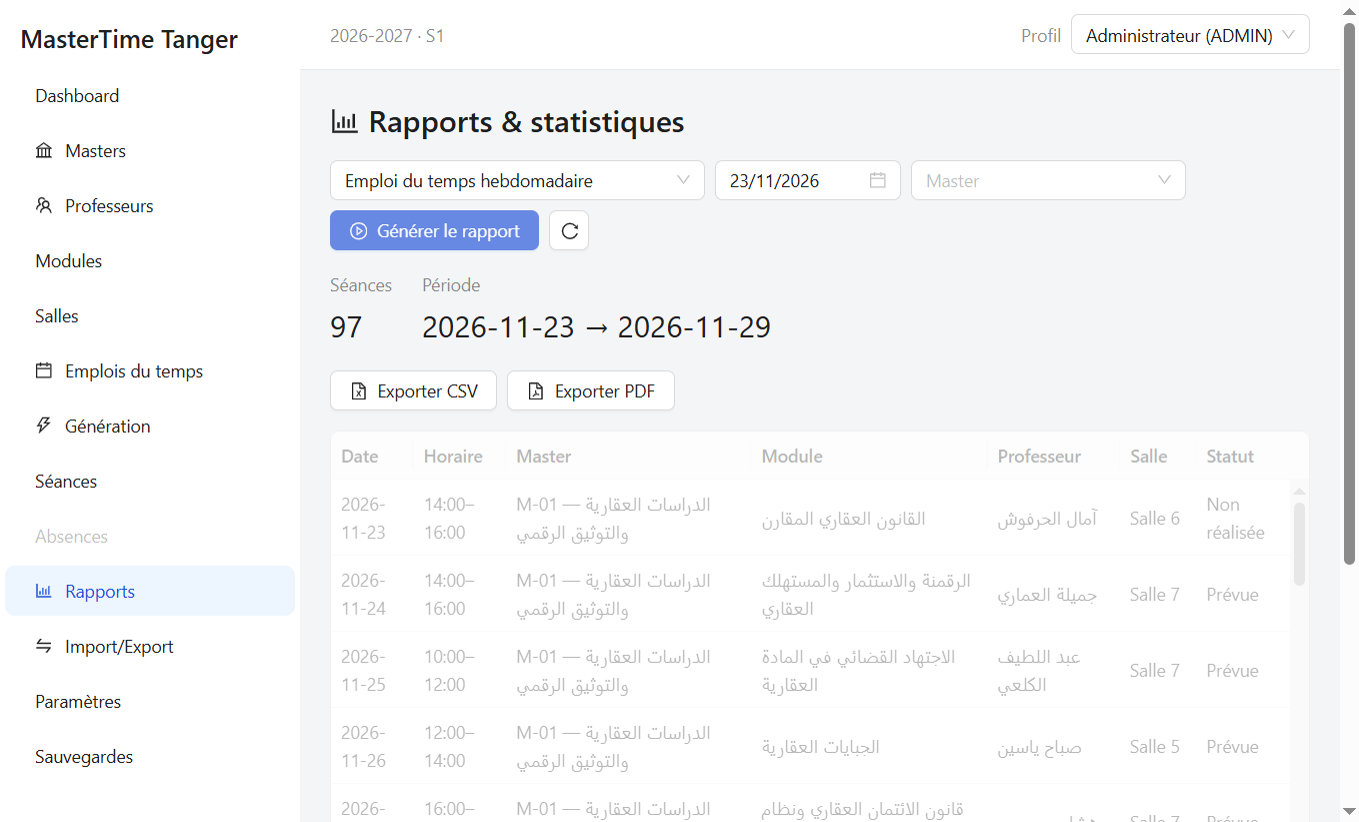 MasterTime Tanger
2026-2027 · S1
Profil
Administrateur (ADMIN)
Dashboard
Masters
Professeurs
Modules
Salles
Emplois du temps
Génération
Séances
Absences
Rapports
Import/Export
Paramètres
Sauvegardes
Rapports & statistiques
Emploi du temps hebdomadaire
23/11/2026
Master
Générer le rapport
Séances
Période
97
2026-11-23 → 2026-11-29
Exporter CSV
Exporter PDF
Date Horaire Master Module Professeur Salle Statut
2026-
11-23
14:00–
16:00
M-01 — الدراسات العقارية
والتوثيق الرقمي
القانون العقاري المقارن
آمال الحرفوش
Salle 6
Non
réalisée
2026-
11-24
14:00–
16:00
M-01 — الدراسات العقارية
والتوثيق الرقمي
الرقمنة والاستثمار والمستهلك
العقاري
جميلة العماري
Salle 7
Prévue
2026-
11-25
10:00–
12:00
M-01 — الدراسات العقارية
والتوثيق الرقمي
الاجتهاد القضائي في المادة
العقارية
عبد اللطيف
الكلعي
Salle 7
Prévue
2026-
11-26
12:00–
14:00
M-01 — الدراسات العقارية
والتوثيق الرقمي
الجبايات العقارية
صباح ياسين
Salle 5
Prévue
2026-
16:00–
M-01 — الدراسات العقارية
قانون الائتمان العقاري ونظام
Salle 7
Prévue